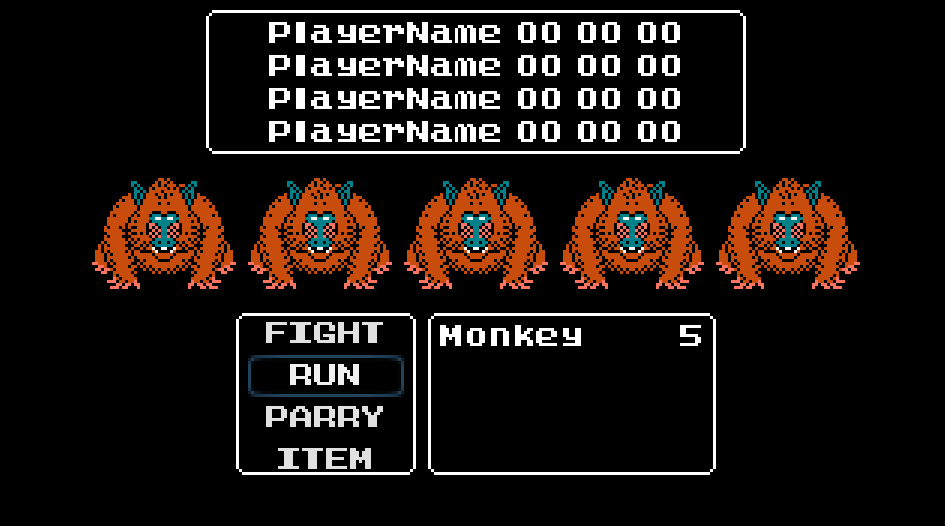 PlayerName 00 00 00
PlayerName 00 00 00
PlayerName 00 00 00
PlayerName 00 00 00
FIGHT
RUN
PARRY
ITEM
Monkey 5